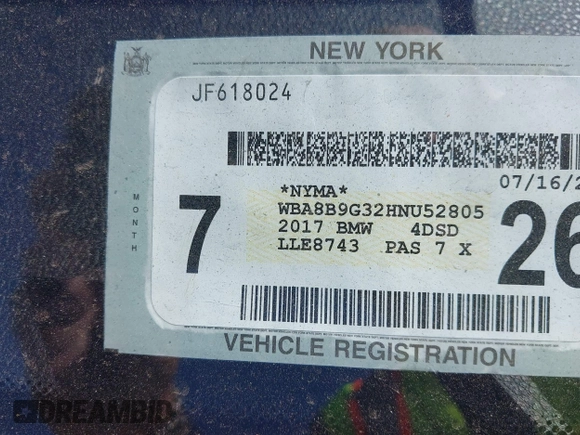 NEW YORK
JF618024
07/16/2
*NYMA*
WBA8B9G32HNU52805
2017 BMW 4DSD
LLE8743 PAS 7 X
MONTH
7
26
VEHICLE REGISTRATION
DREAMBID